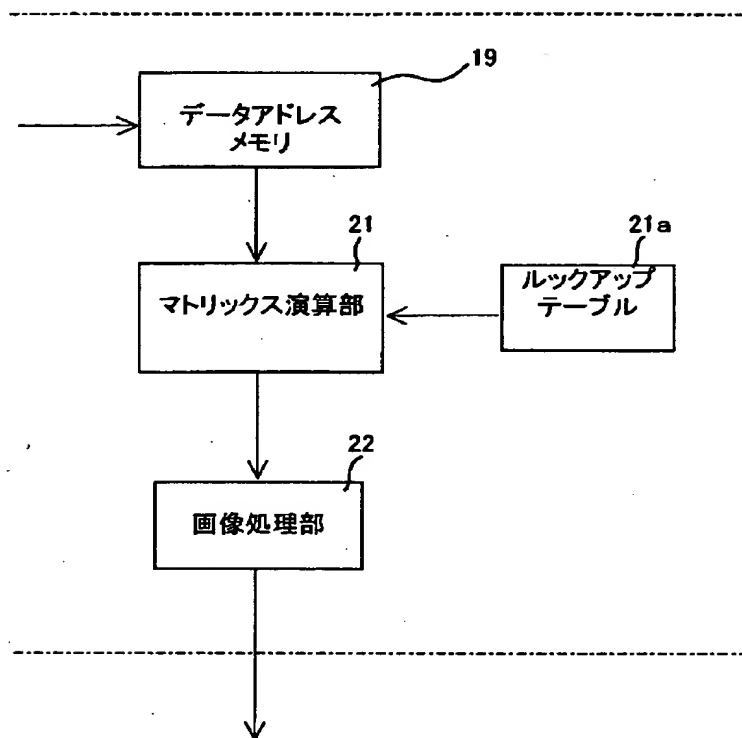 19
データアドレス
メモリ
21
マトリックス演算部
21a
ルックアップ
テーブル
22
画像処理部